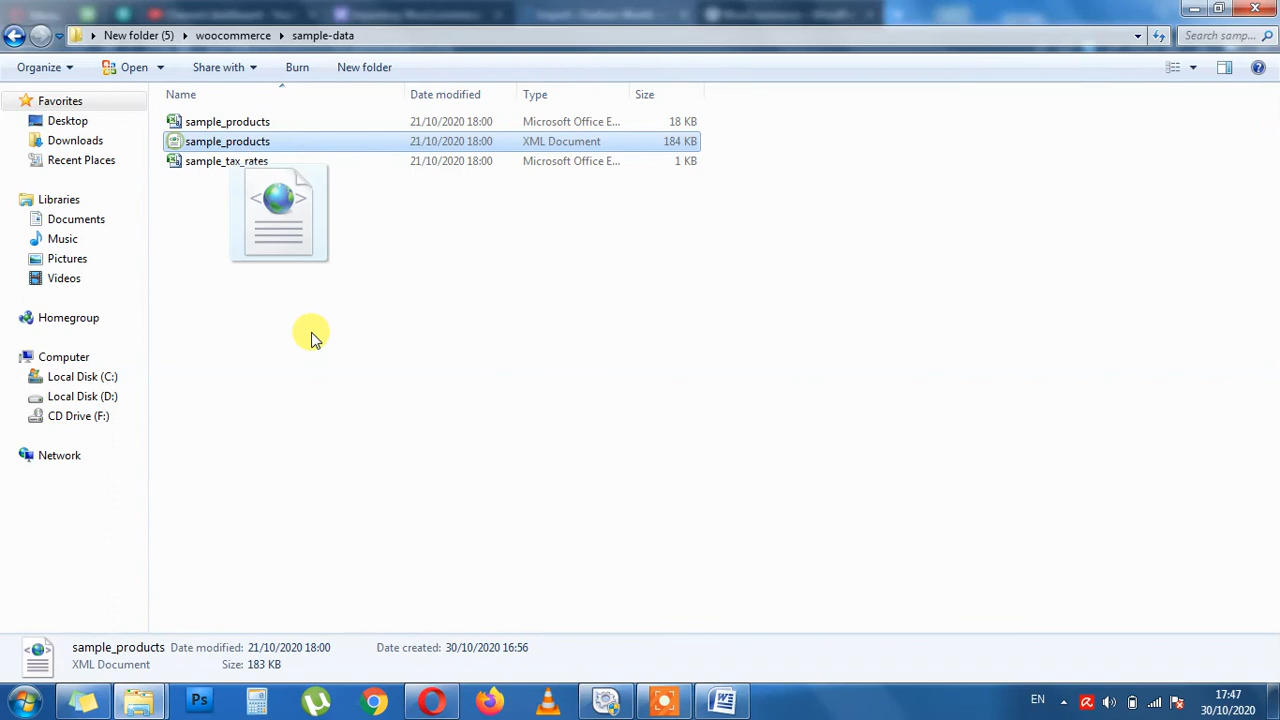 New folder (5) woocommerce sample-data Search samp...
Organize Open Share with Burn New folder
Name Date modified Type Size
Favorites
Desktop
Downloads
Recent Places
Libraries
Documents
Music
Pictures
Videos
Homegroup
Computer
Local Disk (C:)
Local Disk (D:)
CD Drive (F:)
Network
sample_products 21/10/2020 18:00 Microsoft Office E... 18 KB
sample_products 21/10/2020 18:00 XML Document 184 KB
sample_tax_rates 21/10/2020 18:00 Microsoft Office E... 1 KB
sample_products Date modified: 21/10/2020 18:00 Date created: 30/10/2020 16:56
XML Document Size: 183 KB
Ps
EN
17:47
30/10/2020